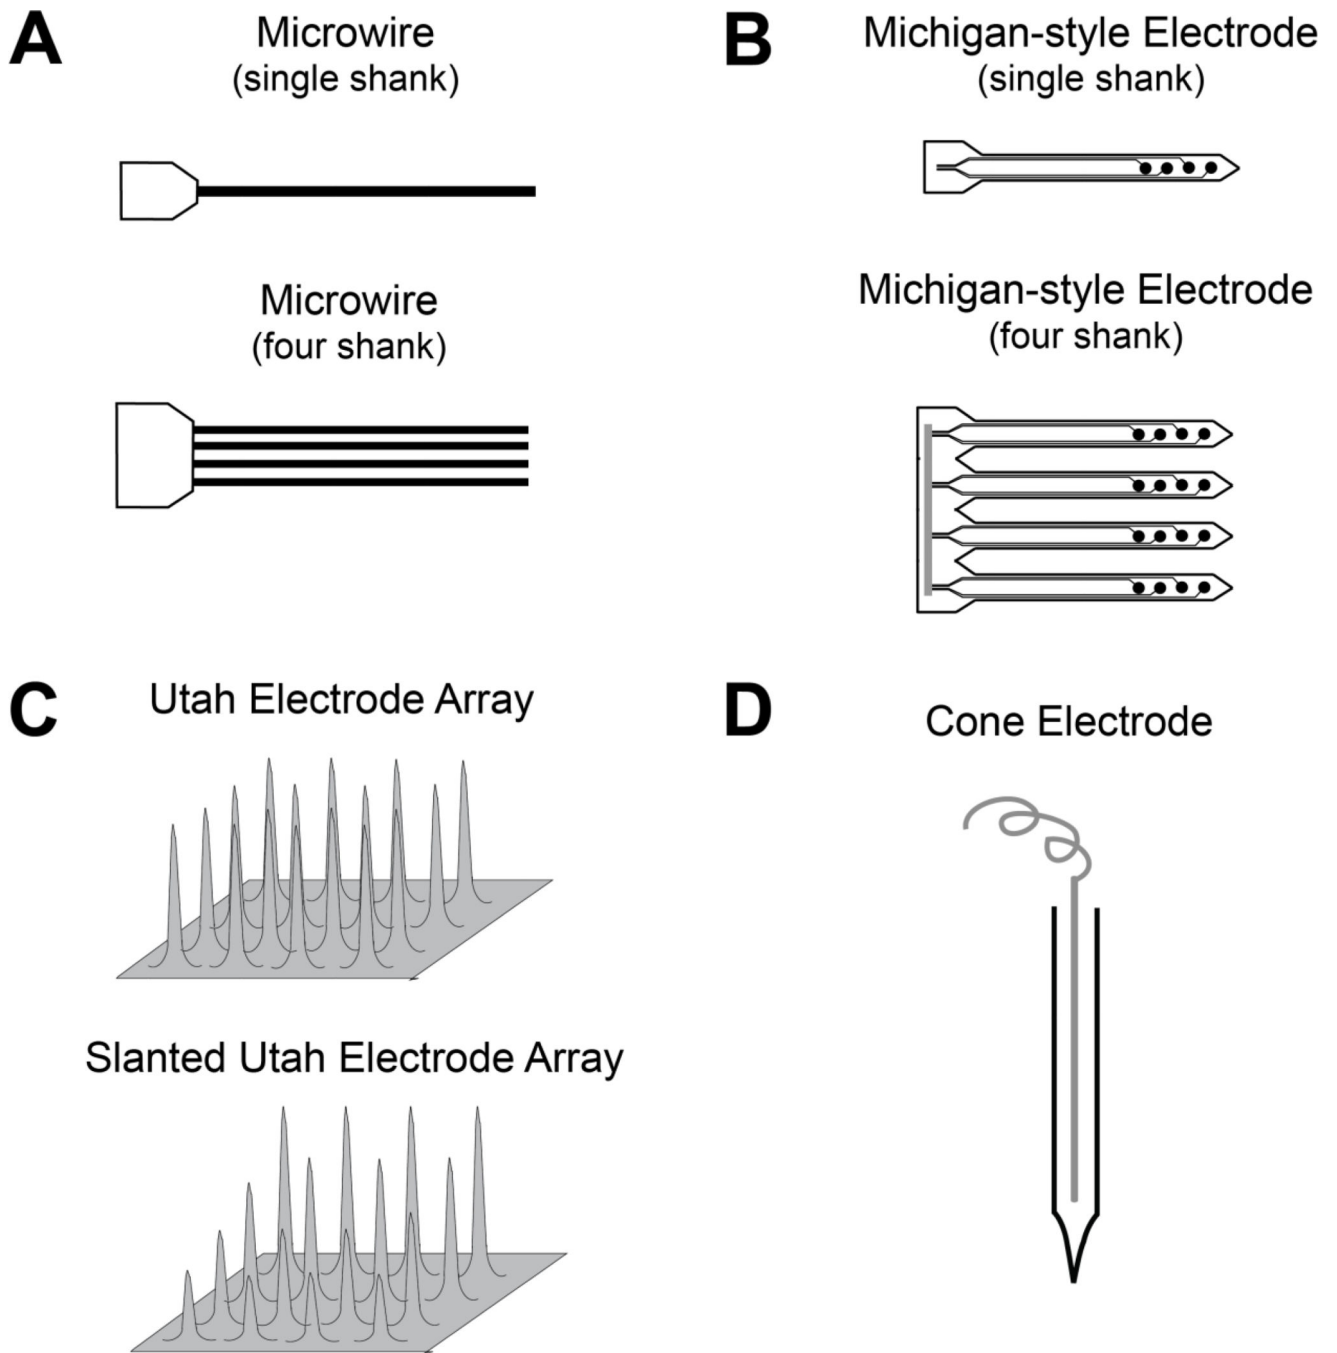 A
Microwire
(single shank)
Microwire
(four shank)
B
Michigan-style Electrode
(single shank)
Michigan-style Electrode
(four shank)
C
Utah Electrode Array
Slanted Utah Electrode Array
D
Cone Electrode